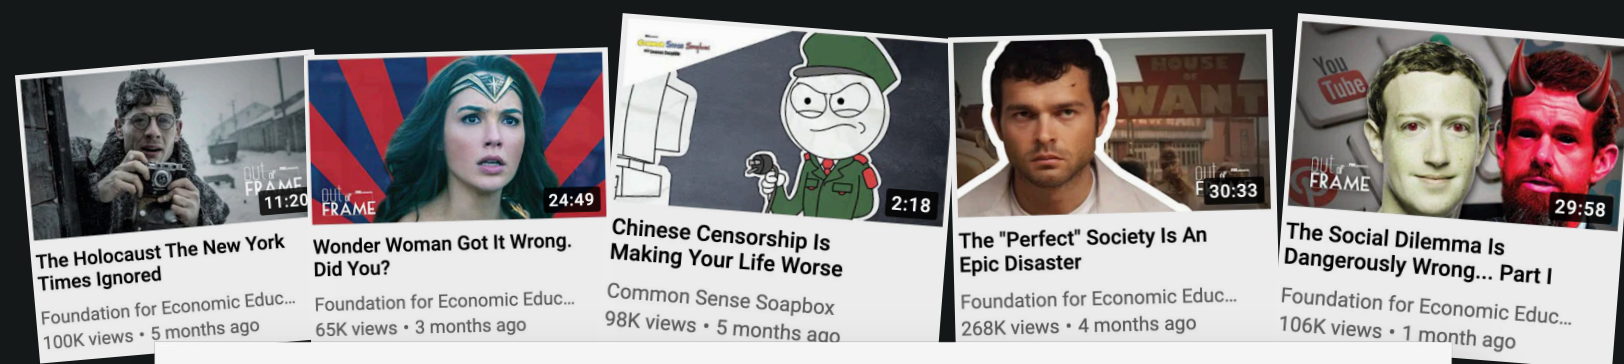 OUT OF
FRAME
11:20
The Holocaust The New York
Times Ignored
Foundation for Economic Educ...
100K views • 5 months ago
OUT OF
FRAME
24:49
Wonder Woman Got It Wrong.
Did You?
Foundation for Economic Educ...
65K views • 3 months ago
Common Sense Soapbox
2:18
Chinese Censorship Is
Making Your Life Worse
Common Sense Soapbox
98K views • 5 months ago
HOUSE
OF
WANT
OUT OF
30:33
The "Perfect" Society Is An
Epic Disaster
Foundation for Economic Educ...
268K views • 4 months ago
You
Tube
OUT OF
FRAME
29:58
The Social Dilemma Is
Dangerously Wrong... Part I
Foundation for Economic Educ...
106K views • 1 month ago